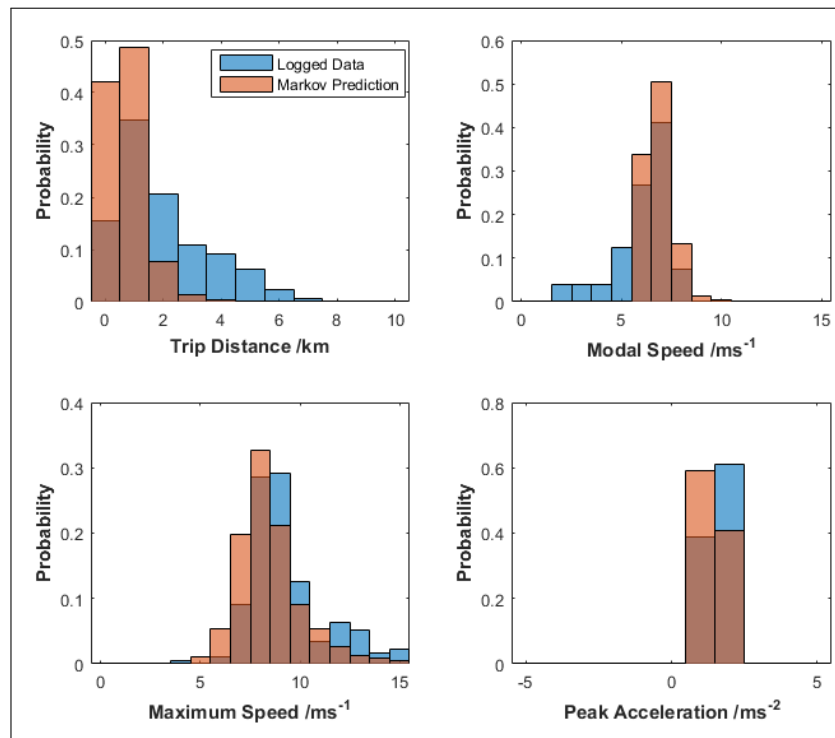 0.5
0.4
0.3
0.2
0.1
0
Probability
0 2 4 6 8 10
Trip Distance /km
Logged Data
Markov Prediction
0.6
0.5
0.4
0.3
0.2
0.1
0
Probability
0 5 10 15
Modal Speed /ms⁻¹
0.4
0.3
0.2
0.1
0
Probability
0 5 10 15
Maximum Speed /ms⁻¹
0.8
0.6
0.4
0.2
0
Probability
-5 0 5
Peak Acceleration /ms⁻²